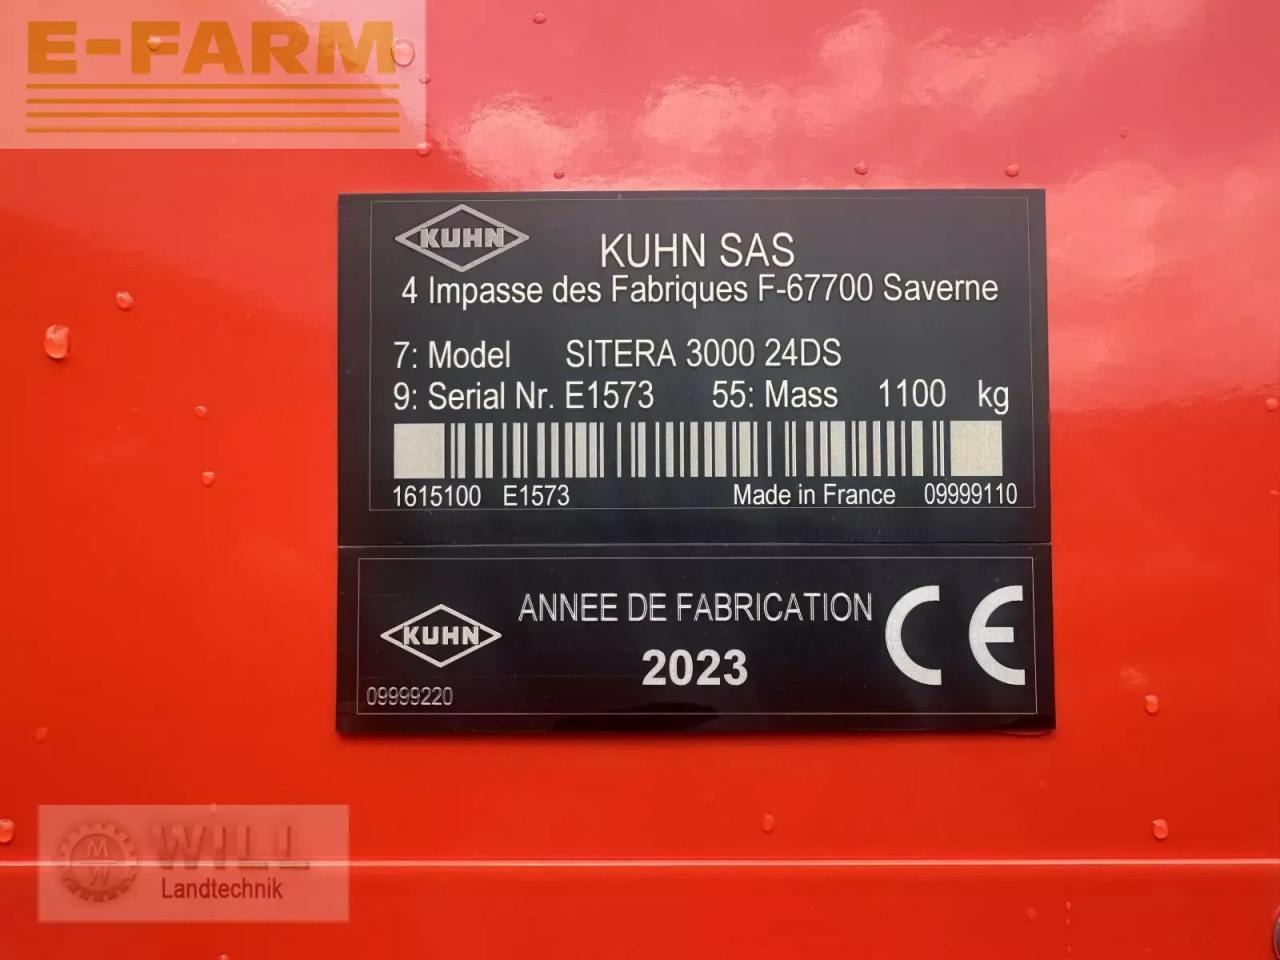 E-FARM
KUHN
KUHN SAS
4 Impasse des Fabriques F-67700 Saverne
7: Model SITERA 3000 24DS
9: Serial Nr. E1573 55: Mass 1100 kg
1615100 E1573 Made in France 09999110
KUHN
ANNEE DE FABRICATION
2023
CE
09999220
MW
WILL
Landtechnik